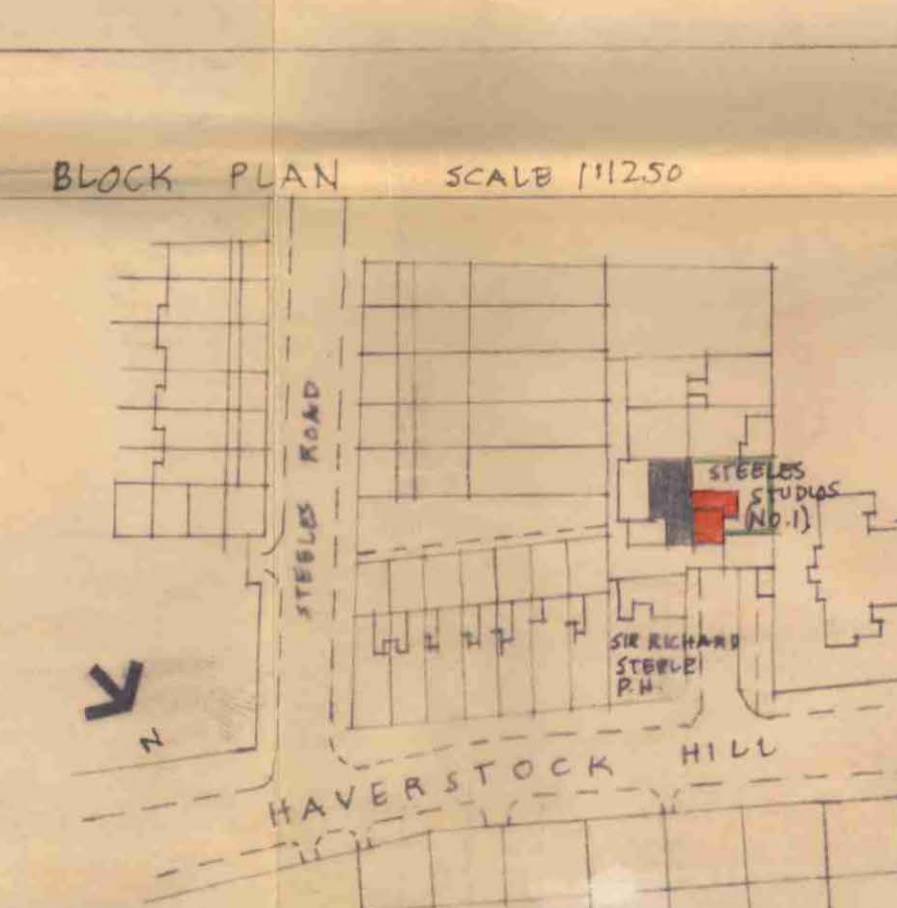 BLOCK PLAN SCALE 1:1250
STEELES ROAD
STEELES
STUDIOS
(NO.1)
SIR RICHARD
STEELE
P.H.
N
HAVERSTOCK HILL